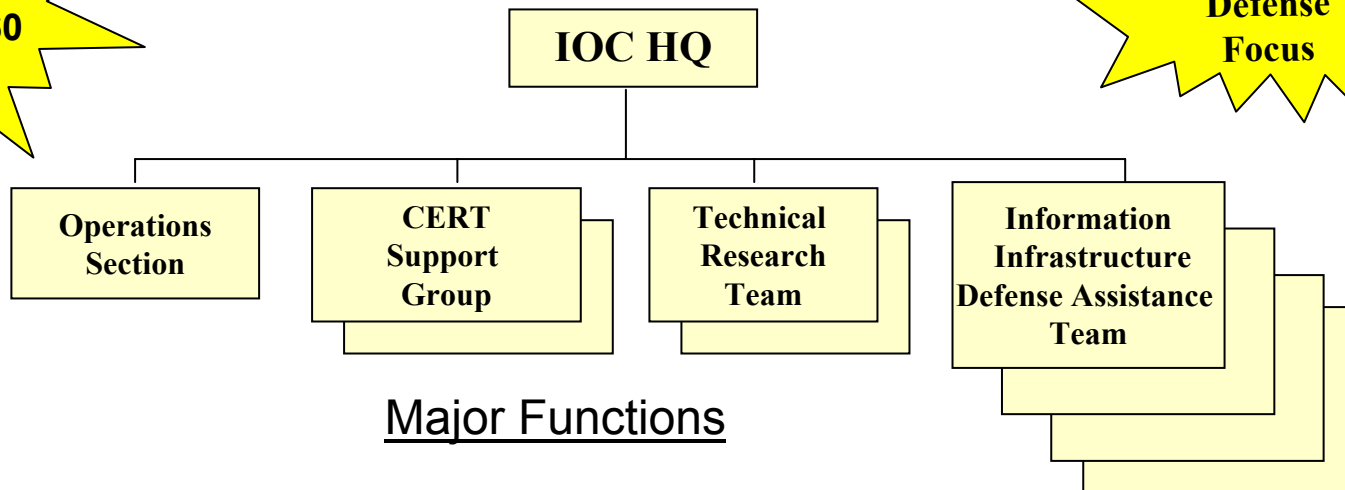 Defense
Focus
IOC HQ
Operations
Section
CERT
Support
Group
Technical
Research
Team
Information
Infrastructure
Defense Assistance
Team
Major Functions